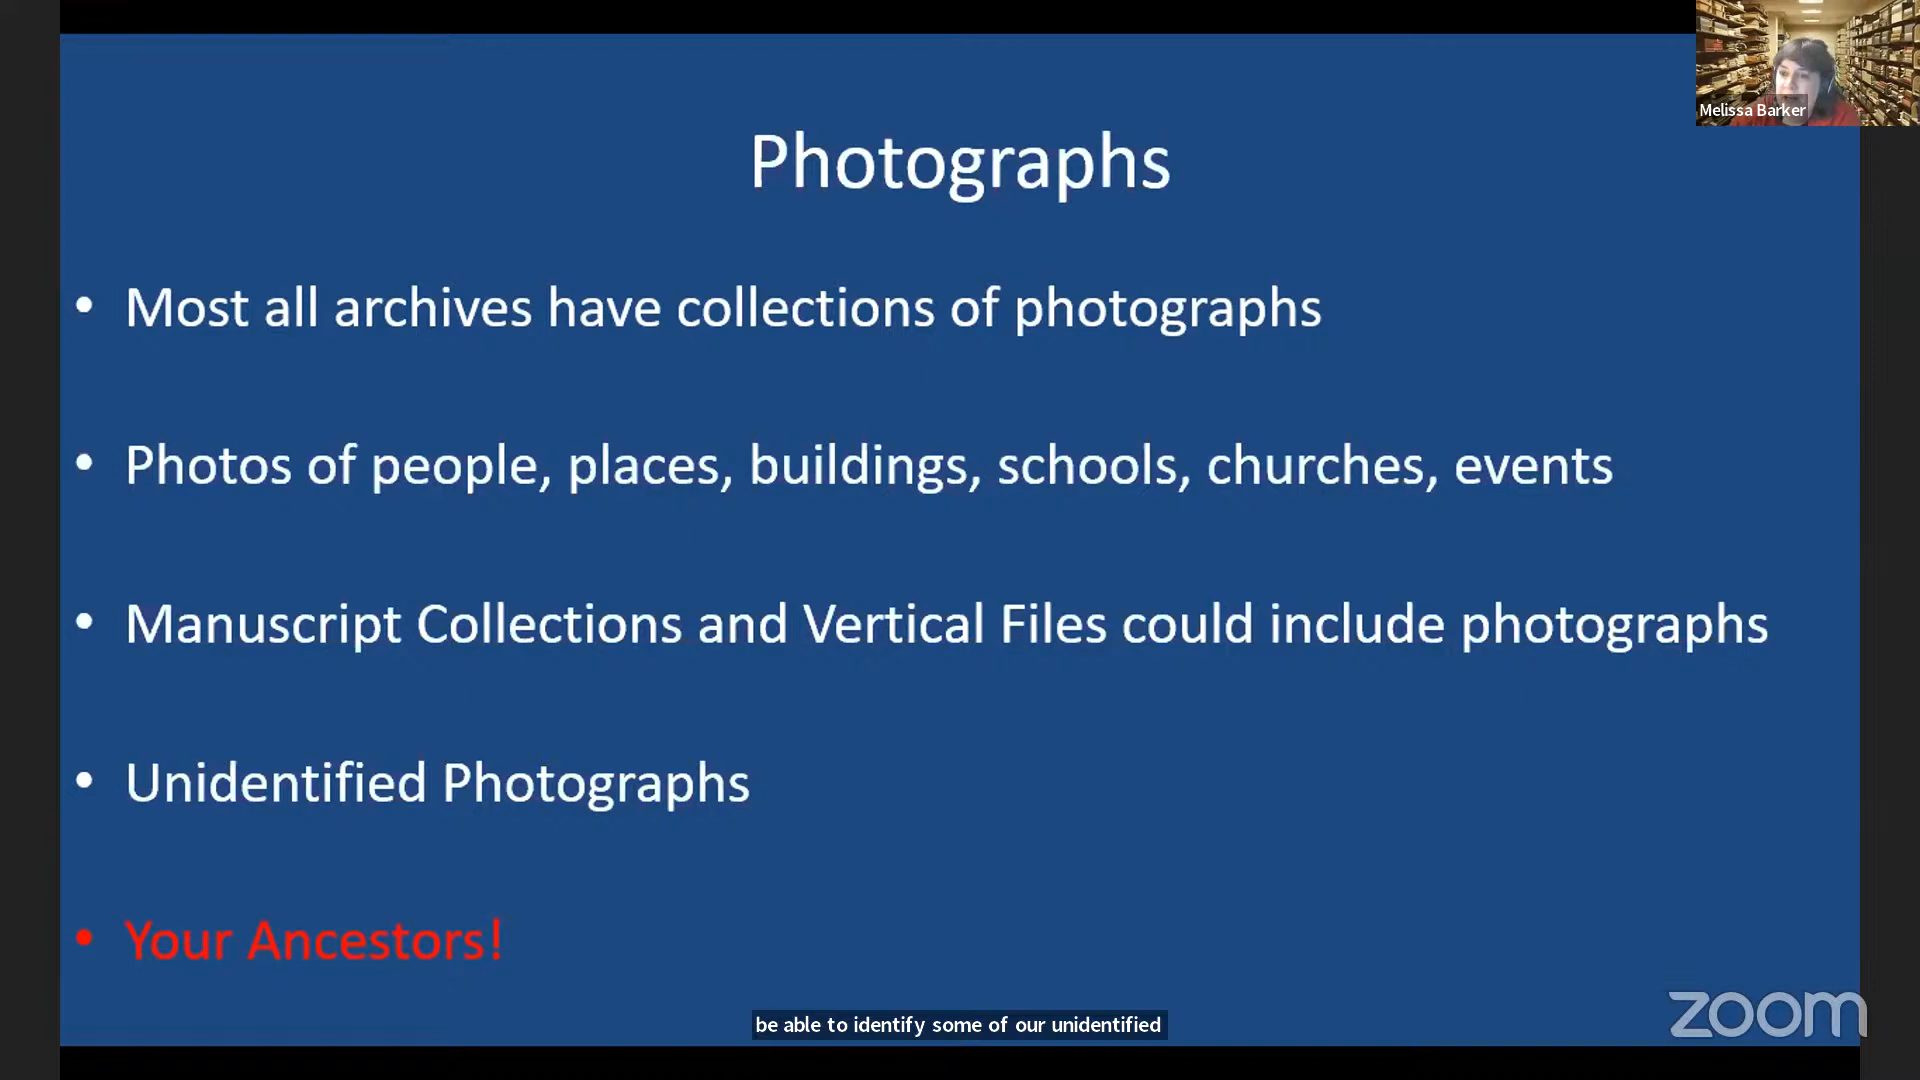 Melissa Barker
Photographs
• Most all archives have collections of photographs
• Photos of people, places, buildings, schools, churches, events
• Manuscript Collections and Vertical Files could include photographs
• Unidentified Photographs
• Your Ancestors!
be able to identify some of our unidentified
zoom